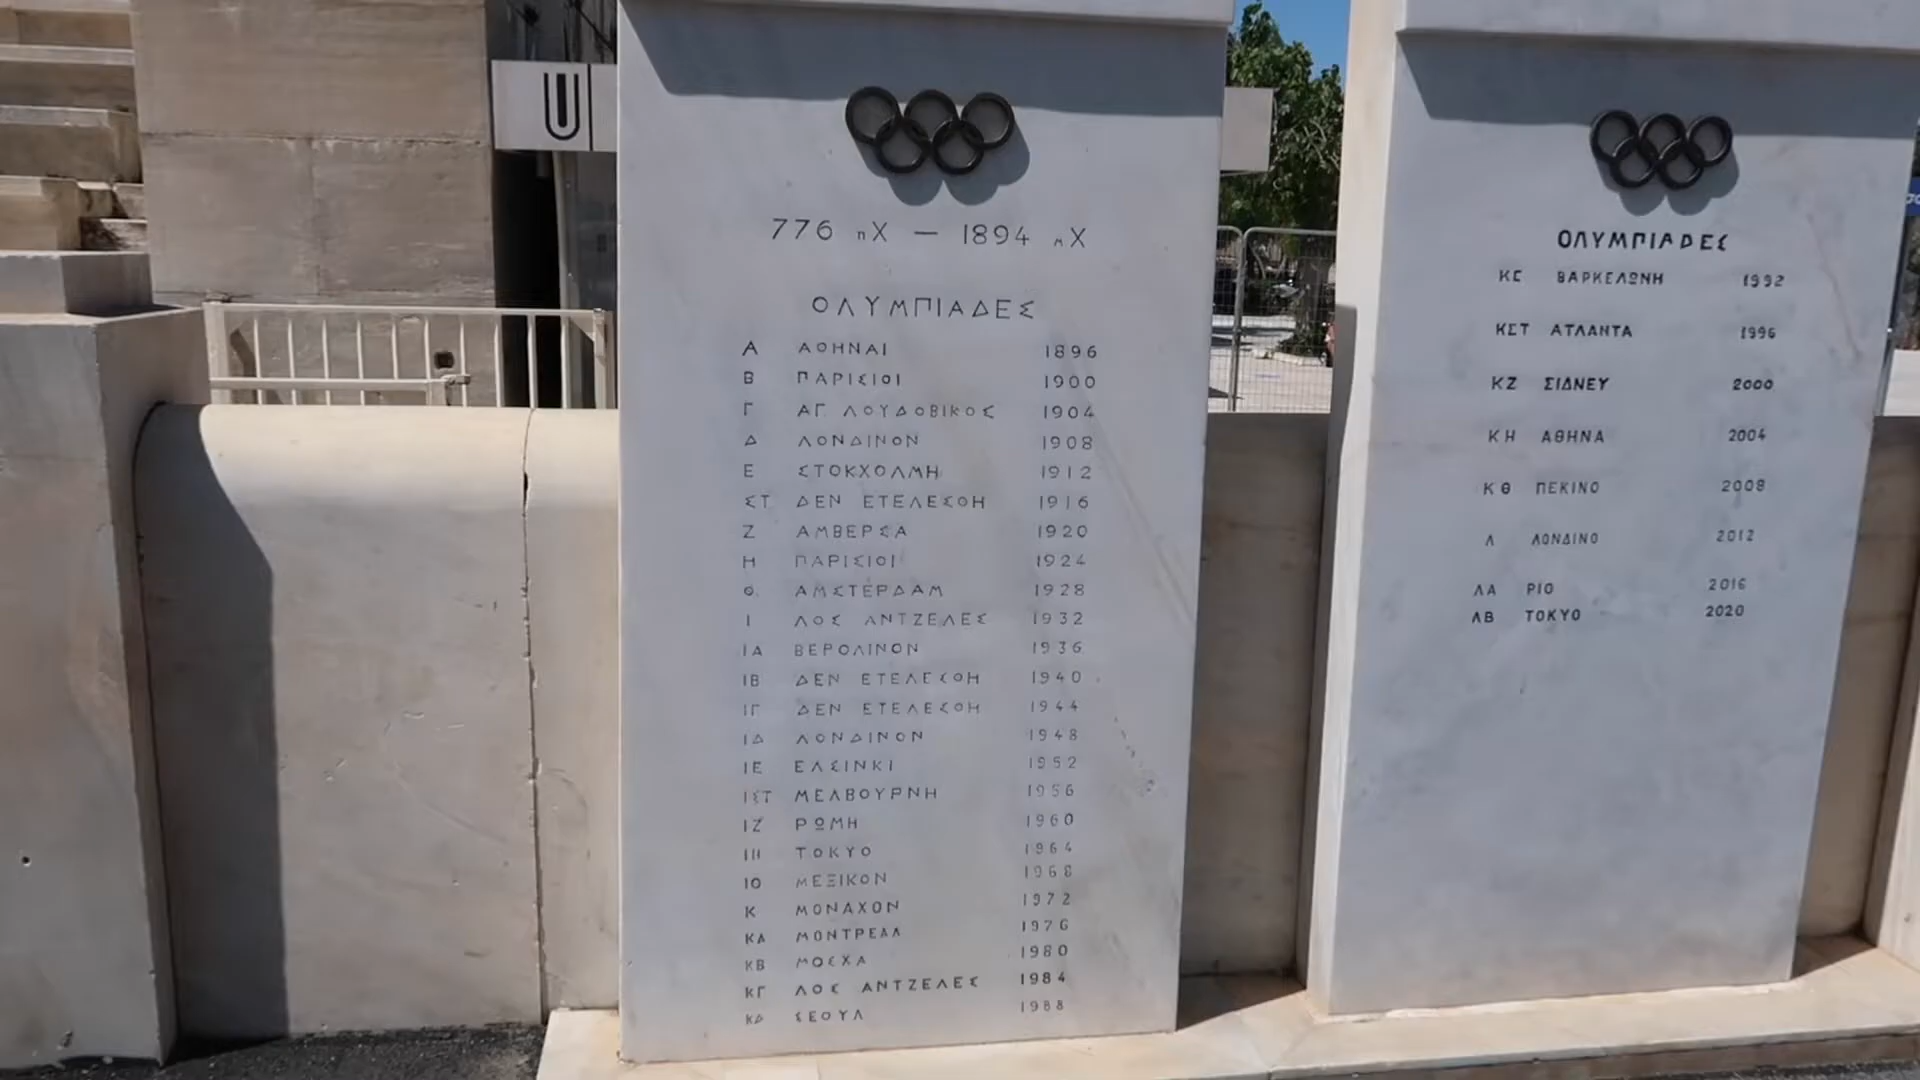 U
776 πΧ — 1894 μΧ
ΟΛΥΜΠΙΑΔΕΣ
Α ΑΘΗΝΑΙ 1896
Β ΠΑΡΙΣΙΟΙ 1900
Γ ΑΓ. ΛΟΥΔΟΒΙΚΟΣ 1904
Δ ΛΟΝΔΙΝΟΝ 1908
Ε ΣΤΟΚΧΟΛΜΗ 1912
ΣΤ ΔΕΝ ΕΤΕΛΕΣΘΗ 1916
Ζ ΑΜΒΕΡΣΑ 1920
Η ΠΑΡΙΣΙΟΙ 1924
Θ. ΑΜΣΤΕΡΔΑΜ 1928
Ι ΛΟΣ ΑΝΤΖΕΛΕΣ 1932
ΙΑ ΒΕΡΟΛΙΝΟΝ 1936
ΙΒ ΔΕΝ ΕΤΕΛΕΣΘΗ 1940
ΙΓ ΔΕΝ ΕΤΕΛΕΣΘΗ 1944
ΙΔ ΛΟΝΔΙΝΟΝ 1948
ΙΕ ΕΛΣΙΝΚΙ 1952
ΙΣΤ ΜΕΛΒΟΥΡΝΗ 1956
ΙΖ ΡΩΜΗ 1960
ΙΗ ΤΟΚΥΟ 1964
ΙΘ ΜΕΞΙΚΟΝ 1968
Κ ΜΟΝΑΧΟΝ 1972
ΚΑ ΜΟΝΤΡΕΑΛ 1976
ΚΒ ΜΟΣΧΑ 1980
ΚΓ ΛΟΣ ΑΝΤΖΕΛΕΣ 1984
ΚΔ ΣΕΟΥΛ 1988
ΟΛΥΜΠΙΑΔΕΣ
ΚΕ ΒΑΡΚΕΛΩΝΗ 1992
ΚΣΤ ΑΤΛΑΝΤΑ 1996
ΚΖ ΣΙΔΝΕΥ 2000
ΚΗ ΑΘΗΝΑ 2004
ΚΘ ΠΕΚΙΝΟ 2008
Λ ΛΟΝΔΙΝΟ 2012
ΛΑ ΡΙΟ 2016
ΛΒ ΤΟΚΥΟ 2020